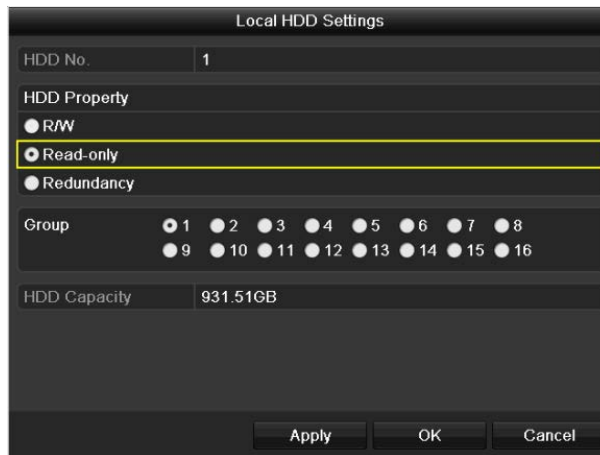 Local HDD Settings
HDD No. 1
HDD Property
R/W
Read-only
Redundancy
Group 1 2 3 4 5 6 7 8
9 10 11 12 13 14 15 16
HDD Capacity 931.51GB
Apply OK Cancel